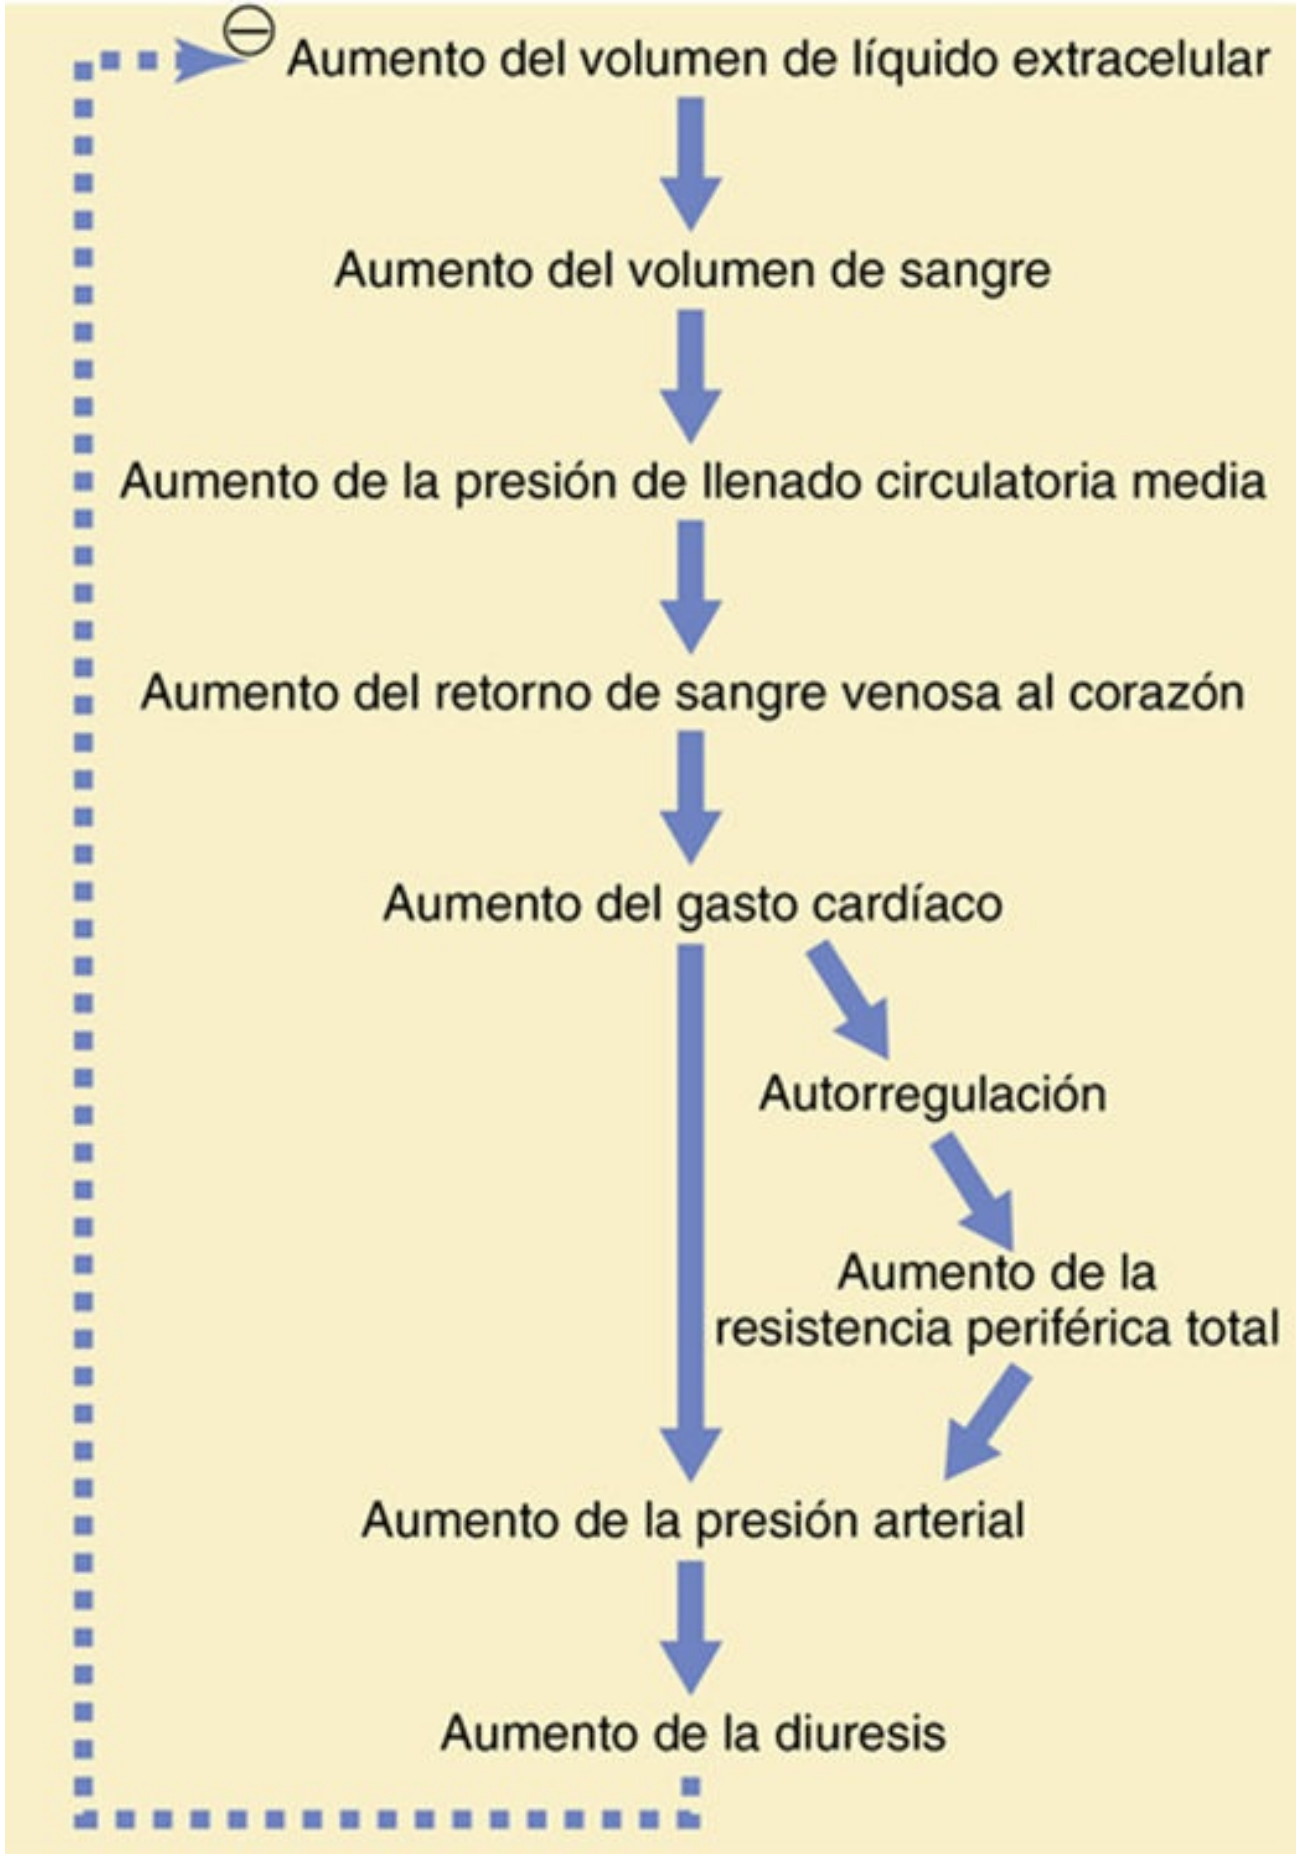 Aumento del volumen de líquido extracelular
Aumento del volumen de sangre
Aumento de la presión de llenado circulatoria media
Aumento del retorno de sangre venosa al corazón
Aumento del gasto cardíaco
Autorregulación
Aumento de la
resistencia periférica total
Aumento de la presión arterial
Aumento de la diuresis